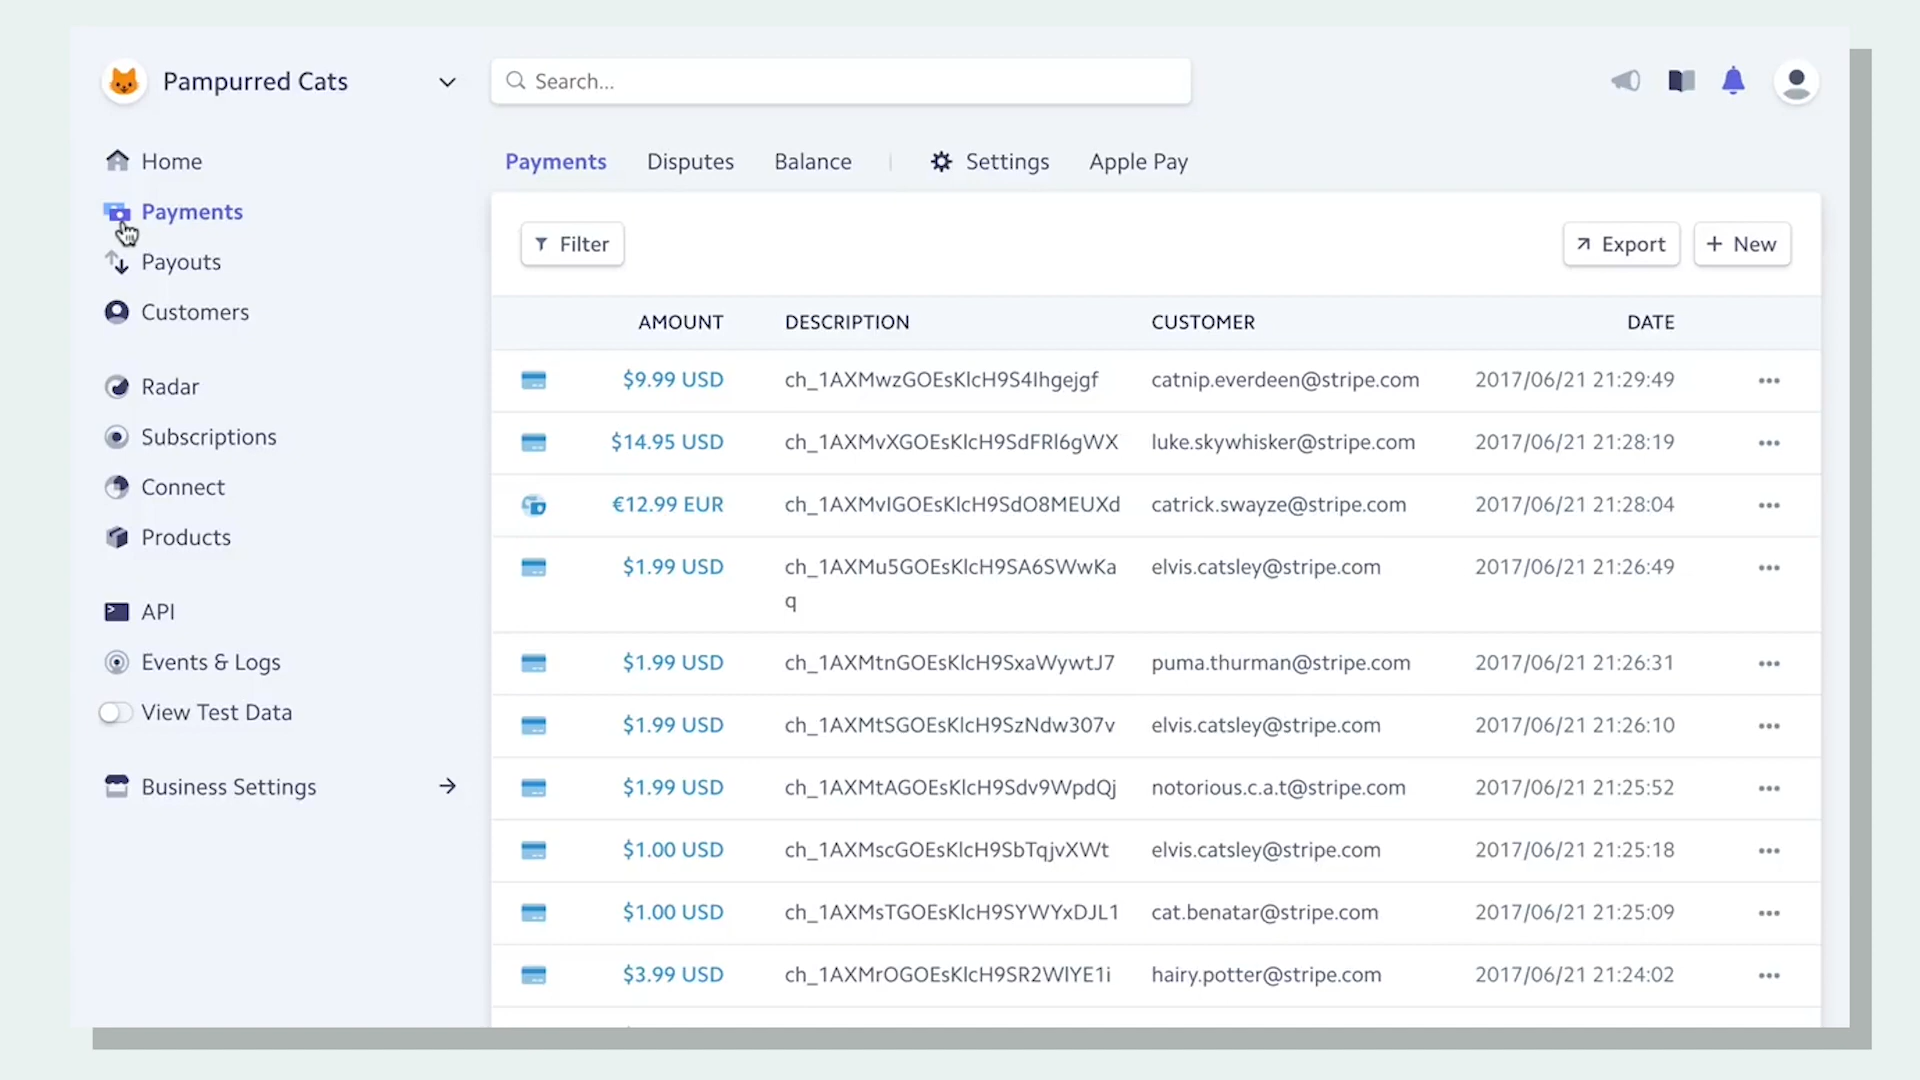 Pampurred Cats
Search...
Home
Payments
Payouts
Customers
Radar
Subscriptions
Connect
Products
API
Events & Logs
View Test Data
Business Settings
Payments Disputes Balance Settings Apple Pay
Filter Export + New
AMOUNT DESCRIPTION CUSTOMER DATE
$9.99 USD ch_1AXMwzGOEsKlcH9S4Ihgejgf catnip.everdeen@stripe.com 2017/06/21 21:29:49
$14.95 USD ch_1AXMvXGOEsKlcH9SdFRl6gWX luke.skywhisker@stripe.com 2017/06/21 21:28:19
€12.99 EUR ch_1AXMvIGOEsKlcH9SdO8MEUXd catrick.swayze@stripe.com 2017/06/21 21:28:04
$1.99 USD ch_1AXMu5GOEsKlcH9SA6SWwKa elvis.catsley@stripe.com 2017/06/21 21:26:49
q
$1.99 USD ch_1AXMtnGOEsKlcH9SxaWywtJ7 puma.thurman@stripe.com 2017/06/21 21:26:31
$1.99 USD ch_1AXMtSGOEsKlcH9SzNdw307v elvis.catsley@stripe.com 2017/06/21 21:26:10
$1.99 USD ch_1AXMtAGOEsKlcH9Sdv9WpdQj notorious.c.a.t@stripe.com 2017/06/21 21:25:52
$1.00 USD ch_1AXMscGOEsKlcH9SbTqjvXWt elvis.catsley@stripe.com 2017/06/21 21:25:18
$1.00 USD ch_1AXMsTGOEsKlcH9SYWYxDJL1 cat.benatar@stripe.com 2017/06/21 21:25:09
$3.99 USD ch_1AXMrOGOEsKlcH9SR2WlYE1i hairy.potter@stripe.com 2017/06/21 21:24:02